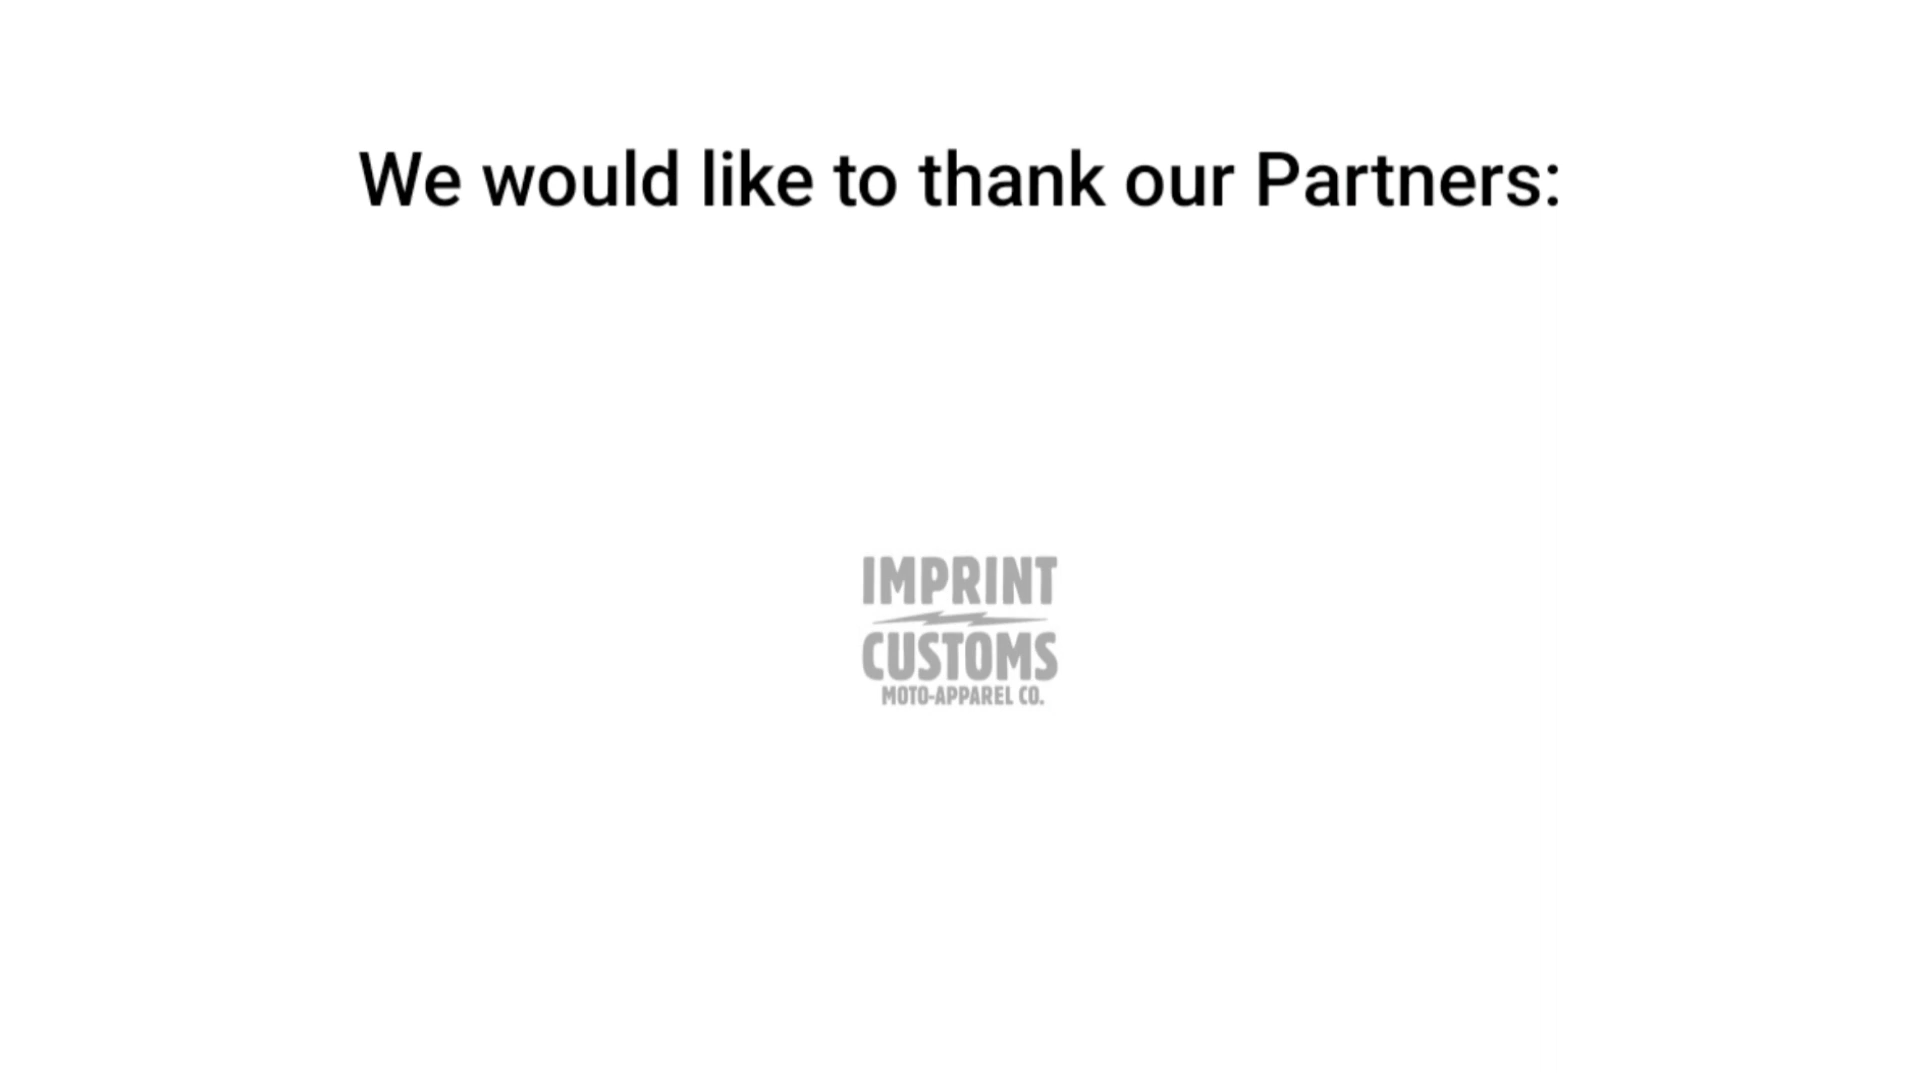 We would like to thank our Partners:
IMPRINT
CUSTOMS
MOTO-APPAREL CO.